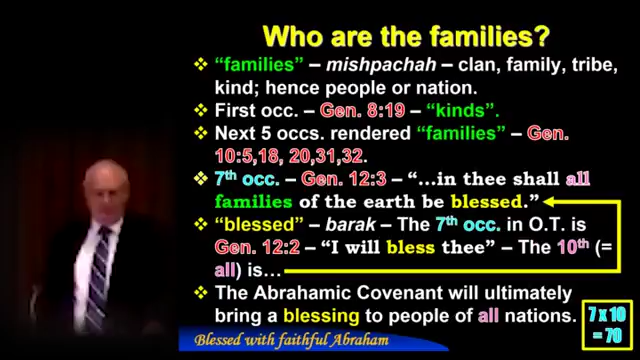 Who are the families?
❖ “families” – mishpachah – clan, family, tribe,
kind; hence people or nation.
❖ First occ. – Gen. 8:19 – “kinds”.
❖ Next 5 occs. rendered “families” – Gen.
10:5,18, 20,31,32.
❖ 7th occ. – Gen. 12:3 – “…in thee shall all
families of the earth be blessed.”
❖ “blessed” – barak – The 7th occ. in O.T. is
Gen. 12:2 – “I will bless thee” – The 10th (=
all) is…
❖ The Abrahamic Covenant will ultimately
bring a blessing to people of all nations.
7 x 10
= 70
Blessed with faithful Abraham